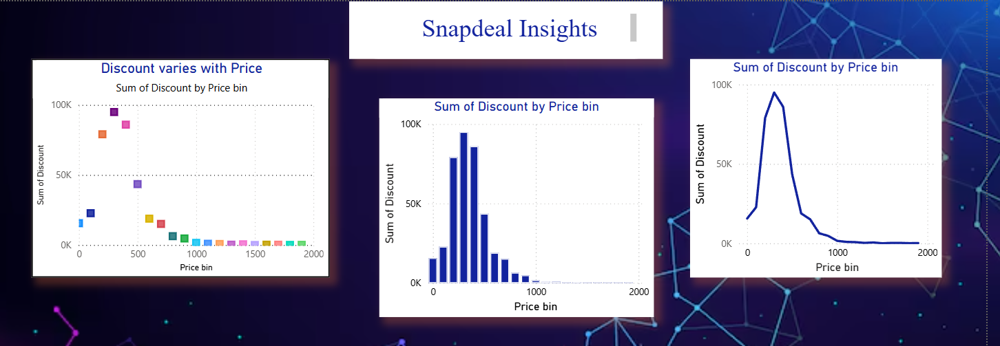 Snapdeal Insights
Discount varies with Price
Sum of Discount by Price bin
Sum of Discount
100K
50K
0K
0
500
1000
1500
2000
Price bin
Sum of Discount by Price bin
Sum of Discount
100K
50K
0K
0
1000
2000
Price bin
Sum of Discount by Price bin
Sum of Discount
100K
50K
0K
0
1000
2000
Price bin